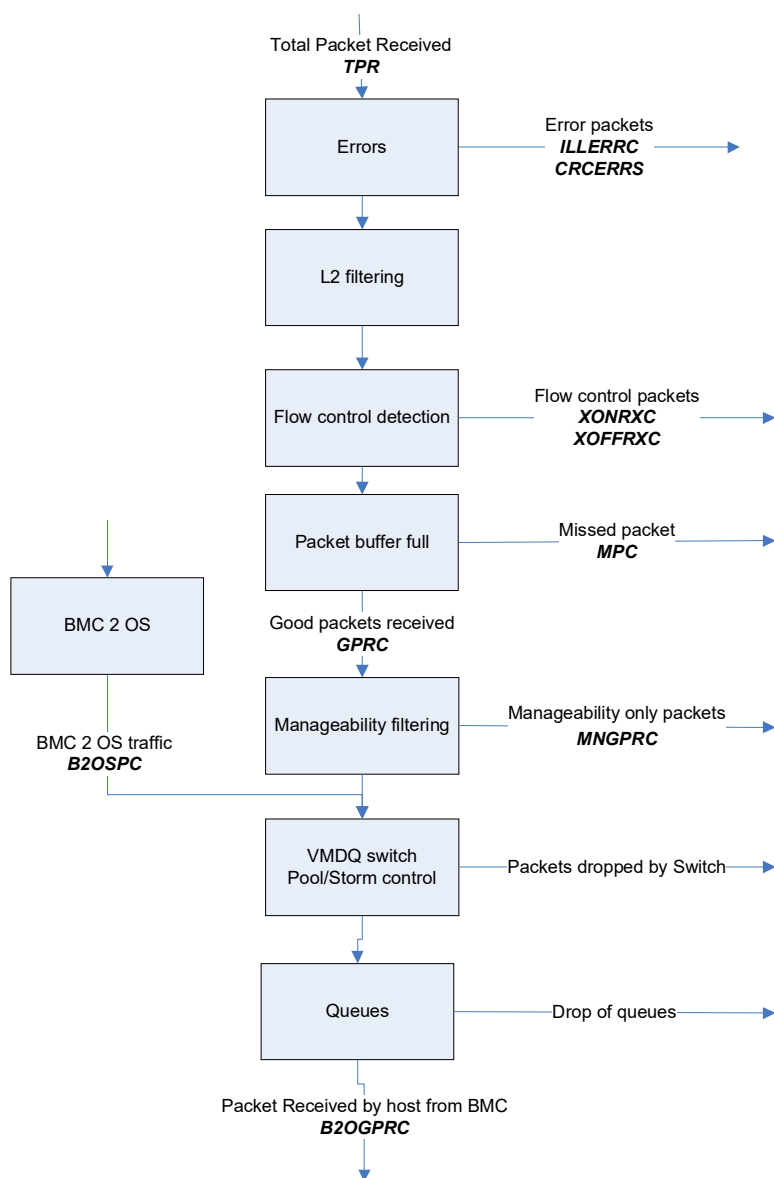 Total Packet Received
TPR
Errors
Error packets
ILLERRC
CRCERRS
L2 filtering
Flow control detection
Flow control packets
XONRXC
XOFFRXC
Packet buffer full
Missed packet
MPC
BMC 2 OS
Good packets received
GPRC
Manageability filtering
Manageability only packets
MNGPRC
BMC 2 OS traffic
B2OSPC
VMDQ switch
Pool/Storm control
Packets dropped by Switch
Queues
Drop of queues
Packet Received by host from BMC
B2OGPRC